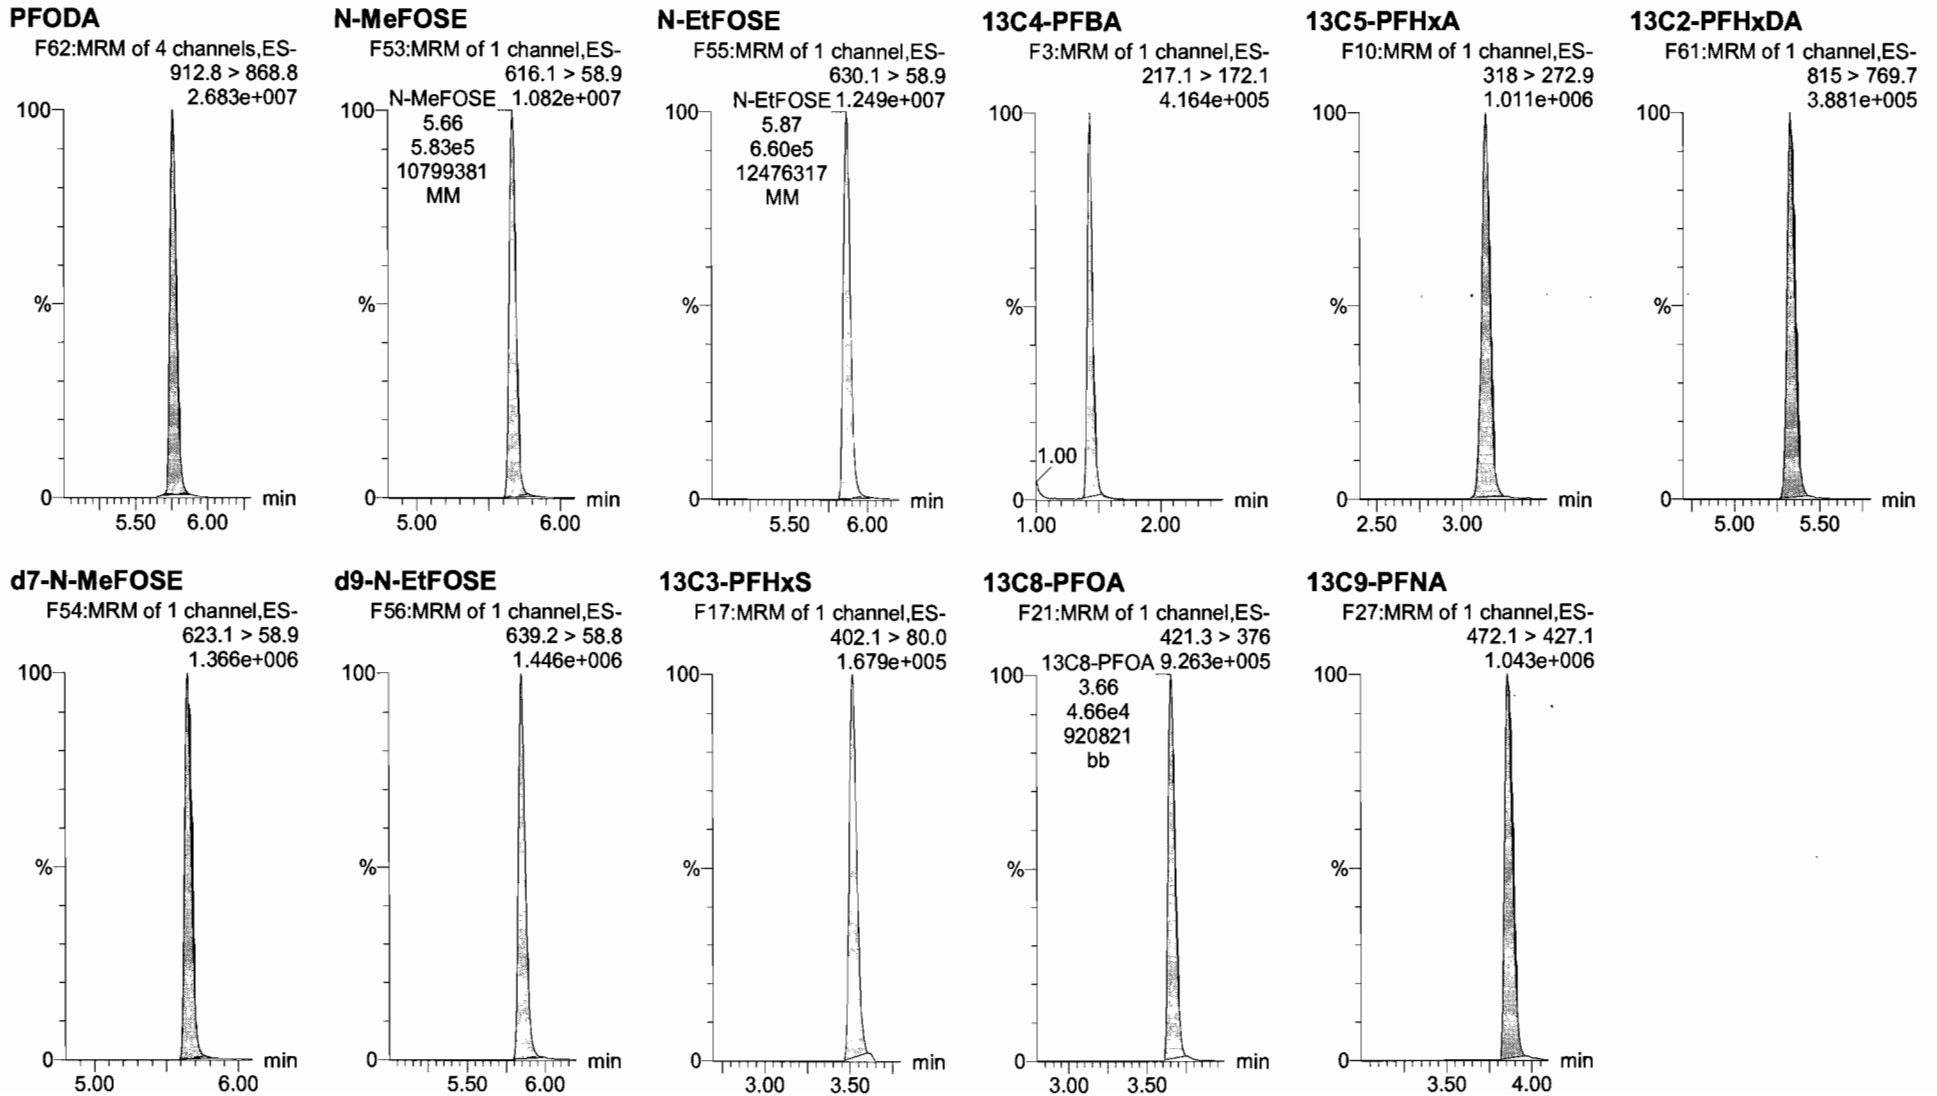 PFODA
F62:MRM of 4 channels,ES-
912.8 > 868.8
2.683e+007
100
%
0
5.50 6.00 min
N-MeFOSE
F53:MRM of 1 channel,ES-
616.1 > 58.9
N-MeFOSE 1.082e+007
100
5.66
5.83e5
10799381
MM
%
0
5.00 6.00 min
N-EtFOSE
F55:MRM of 1 channel,ES-
630.1 > 58.9
N-EtFOSE 1.249e+007
100
5.87
6.60e5
12476317
MM
%
0
5.50 6.00 min
13C4-PFBA
F3:MRM of 1 channel,ES-
217.1 > 172.1
4.164e+005
100
%
1.00
0
1.00 2.00 min
13C5-PFHxA
F10:MRM of 1 channel,ES-
318 > 272.9
1.011e+006
100
%
0
2.50 3.00 min
13C2-PFHxDA
F61:MRM of 1 channel,ES-
815 > 769.7
3.881e+005
100
%
0
5.00 5.50 min
d7-N-MeFOSE
F54:MRM of 1 channel,ES-
623.1 > 58.9
1.366e+006
100
%
0
5.00 6.00 min
d9-N-EtFOSE
F56:MRM of 1 channel,ES-
639.2 > 58.8
1.446e+006
100
%
0
5.50 6.00 min
13C3-PFHxS
F17:MRM of 1 channel,ES-
402.1 > 80.0
1.679e+005
100
%
0
3.00 3.50 min
13C8-PFOA
F21:MRM of 1 channel,ES-
421.3 > 376
13C8-PFOA 9.263e+005
100
3.66
4.66e4
920821
bb
%
0
3.00 3.50 min
13C9-PFNA
F27:MRM of 1 channel,ES-
472.1 > 427.1
1.043e+006
100
%
0
3.50 4.00 min